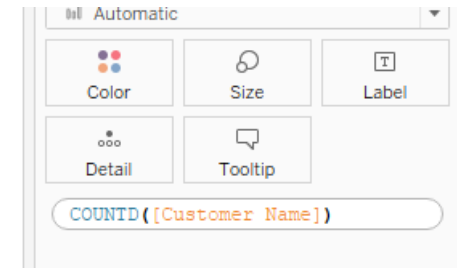 Automatic
Color Size Label
Detail Tooltip
COUNTD([Customer Name])